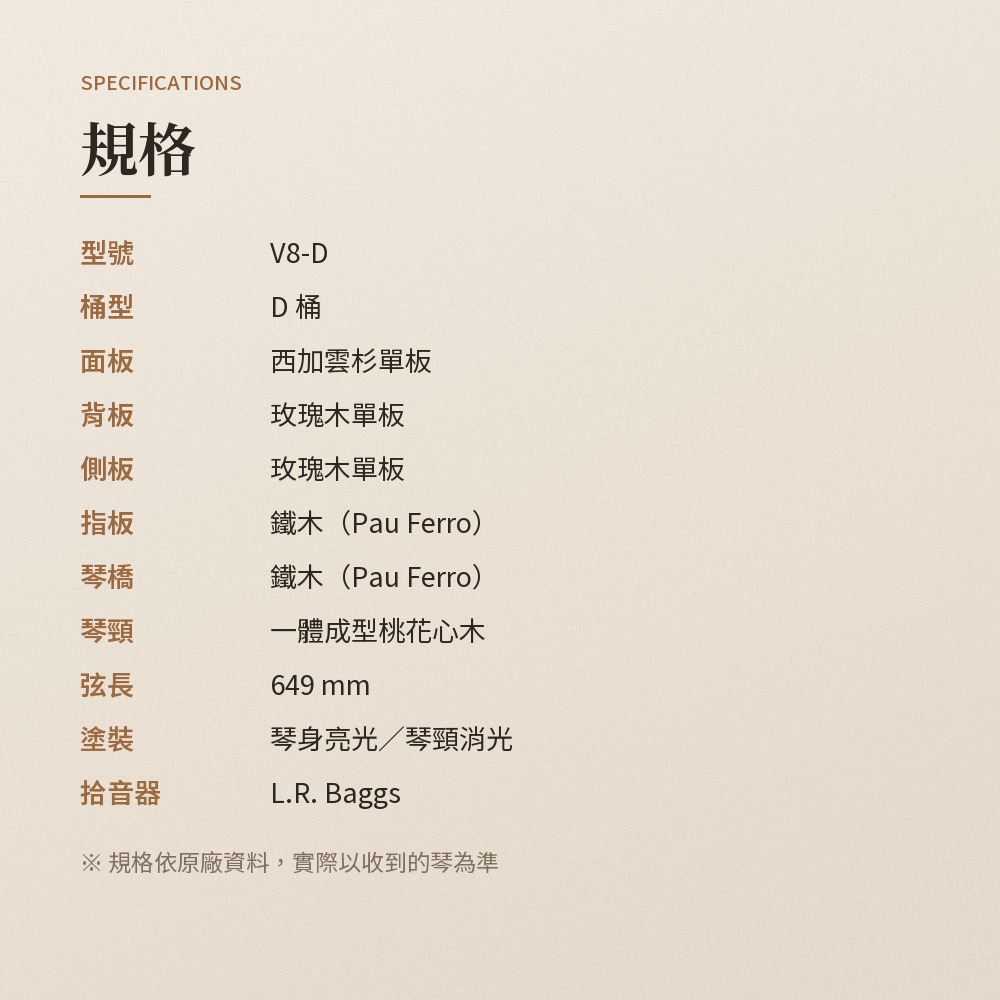 SPECIFICATIONS
規格
型號 V8-D
桶型 D 桶
面板 西加雲杉單板
背板 玫瑰木單板
側板 玫瑰木單板
指板 鐵木（Pau Ferro）
琴橋 鐵木（Pau Ferro）
琴頸 一體成型桃花心木
弦長 649 mm
塗裝 琴身亮光／琴頸消光
拾音器 L.R. Baggs
※ 規格依原廠資料，實際以收到的琴為準